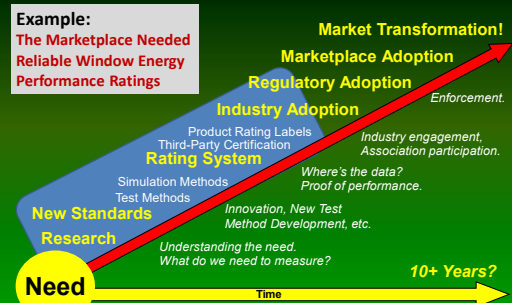 Example:
The Marketplace Needed
Reliable Window Energy
Performance Ratings
Market Transformation!
Marketplace Adoption
Regulatory Adoption
Enforcement.
Industry Adoption
Product Rating Labels
Third-Party Certification
Industry engagement,
Association participation.
Rating System
Where's the data?
Proof of performance.
Simulation Methods
Test Methods
New Standards
Innovation, New Test
Method Development, etc.
Research
Understanding the need.
What do we need to measure?
Need
10+ Years?
Time